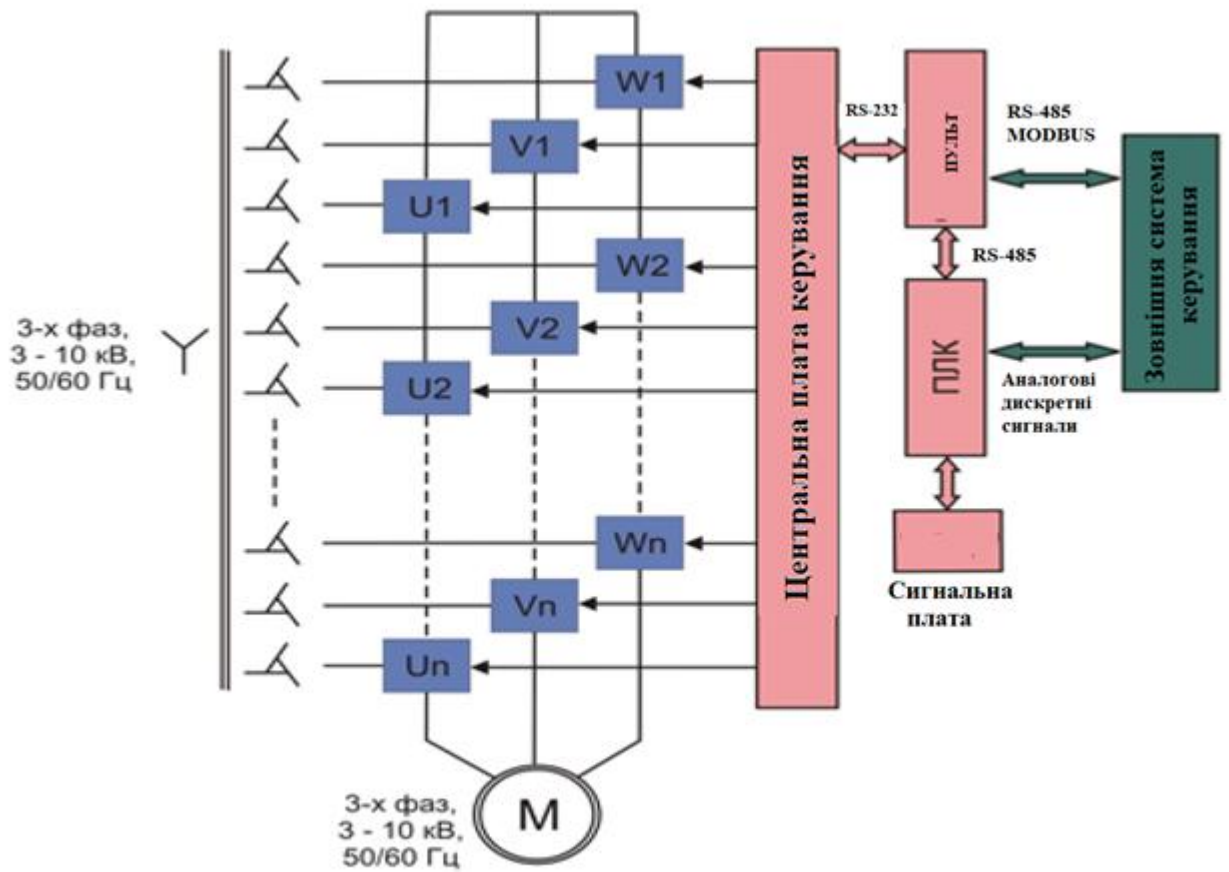 W1
V1
U1
W2
V2
U2
Wn
Vn
Un
3-х фаз,
3 - 10 кВ,
50/60 Гц
М
3-х фаз,
3 - 10 кВ,
50/60 Гц
Центральна плата керування
RS-232
ПУЛЬТ
RS-485
MODBUS
RS-485
ПЛК
Аналогові
дискретні
сигнали
Сигнальна
плата
Зовнішня система
керування